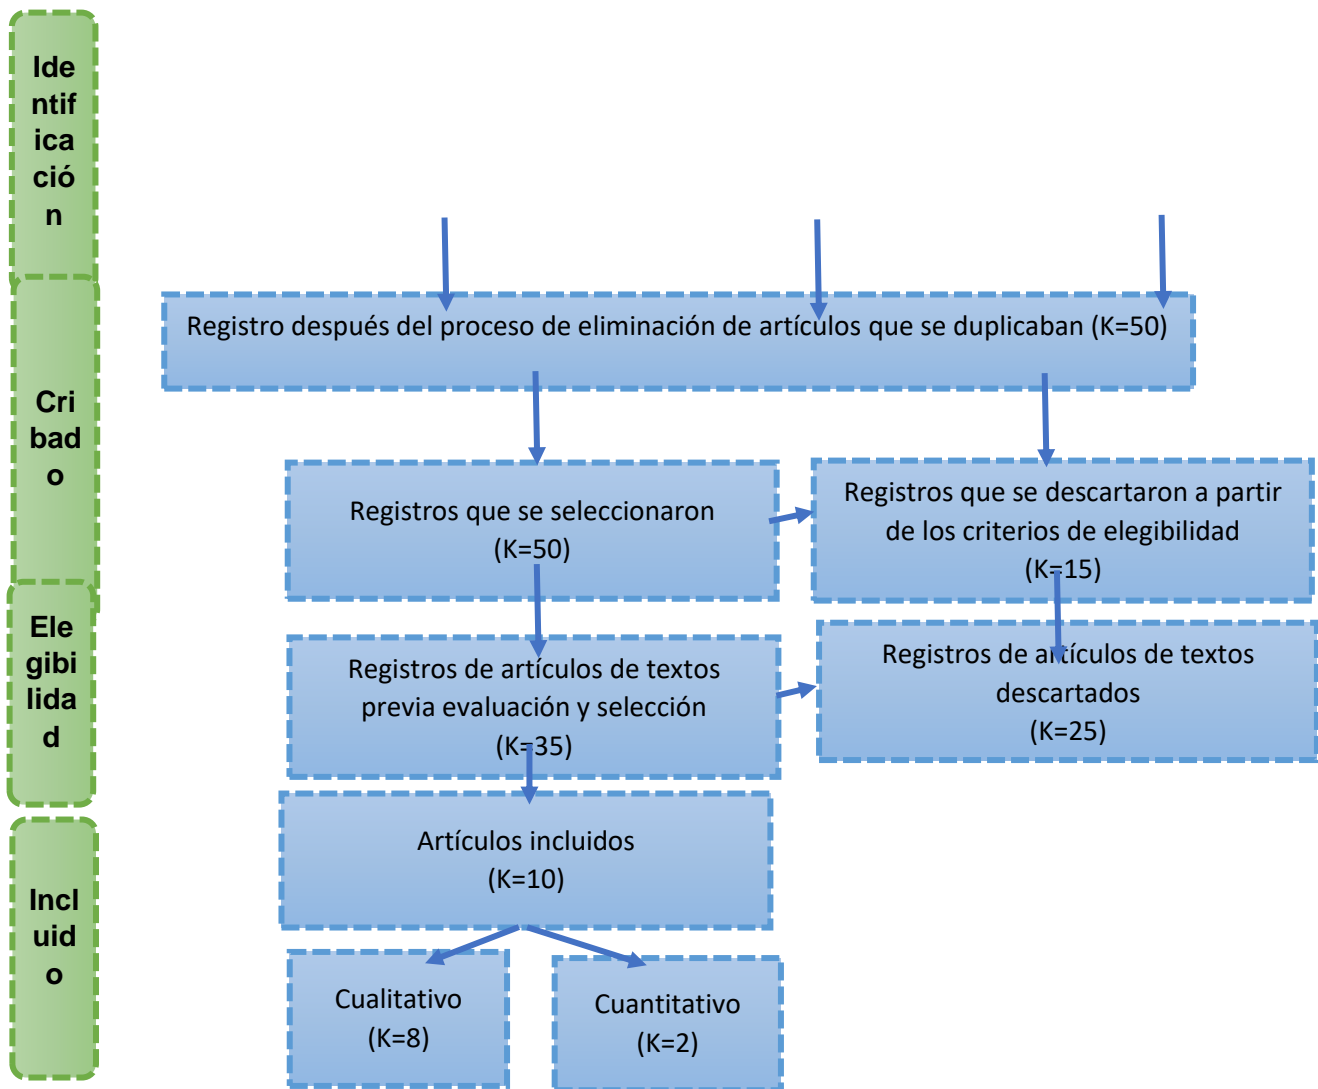 Ide
ntif
ica
ció
n
Registro después del proceso de eliminación de artículos que se duplicaban (K=50)
Cri
bad
o
Registros que se seleccionaron
(K=50)
Registros que se descartaron a partir
de los criterios de elegibilidad
(K=15)
Ele
gibi
lida
d
Registros de artículos de textos
previa evaluación y selección
(K=35)
Registros de artículos de textos
descartados
(K=25)
Incl
uid
o
Artículos incluidos
(K=10)
Cualitativo
(K=8)
Cuantitativo
(K=2)